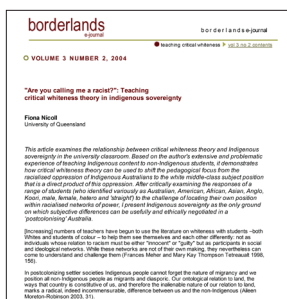 borderlands
e-journal
borderlands e-journal
teaching critical whiteness vol 3 no 2 contents
VOLUME 3 NUMBER 2, 2004
"Are you calling me a racist?": Teaching
critical whiteness theory in indigenous sovereignty
Fiona Nicoll
University of Queensland
This article examines the relationship between critical whiteness theory and Indigenous
sovereignty in the university classroom. Based on the author's extensive and problematic
experience of teaching Indigenous content to non-Indigenous students, it demonstrates
how critical whiteness theory can be used to shift the pedagogical focus from the
racialised oppression of Indigenous Australians to the white middle-class subject position
that is a direct product of this oppression. After critically examining the responses of a
range of students (who identified variously as Australian, American, African, Asian, Anglo,
Koori, male, female, hetero and 'straight') to the challenge of locating their own position
within racialised networks of power, I present Indigenous sovereignty as the only ground
on which subjective differences can be usefully and ethically negotiated in a
'postcolonising' Australia.
[Increasing] numbers of teachers have begun to use the literature on whiteness with students –both
Whites and students of colour – to help them see themselves and each other differently: not as
individuals whose relation to racism must be either "innocent" or "guilty" but as participants in social
and ideological networks. While these networks are not of their own making, they nevertheless can
come to understand and challenge them (Frances Maher and Mary Kay Thompson Tetreault 1998,
158).
In postcolonizing settler societies Indigenous people cannot forget the nature of migrancy and we
position all non-Indigenous people as migrants and diasporic. Our ontological relation to land, the
ways that country is constitutive of us, and therefore the inalienable nature of our relation to land,
marks a radical, indeed incommensurable, difference between us and the non-Indigenous (Aileen
Moreton-Robinson 2003, 31).